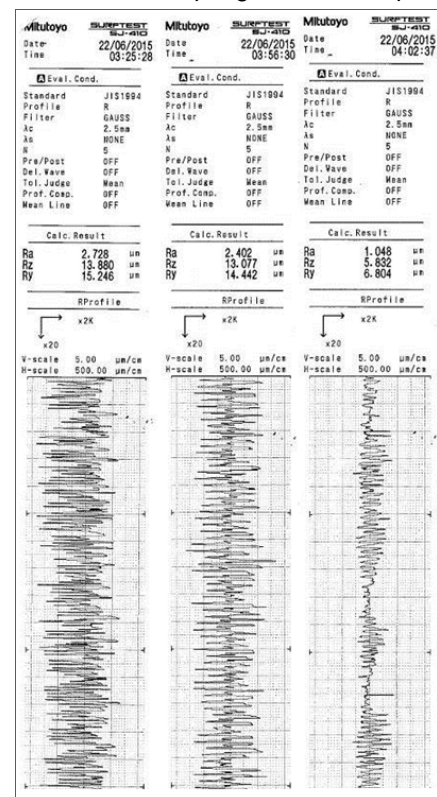 Mitutoyo SURFTEST
SJ-410
Date 22/06/2015
Time 03:25:28
A Eval. Cond.
Standard JIS1994
Profile R
Filter GAUSS
λc 2.5mm
λs NONE
N 5
Pre/Post OFF
Del. Wave OFF
Tol. Judge Mean
Prof. Comp. OFF
Mean Line OFF
Calc. Result
Ra 2.728 μm
Rz 13.880 μm
Ry 15.246 μm
RProfile
x2K
x20
V-scale 5.00 μm/cm
H-scale 500.00 μm/cm
Mitutoyo SURFTEST
SJ-410
Date 22/06/2015
Time 03:56:30
A Eval. Cond.
Standard JIS1994
Profile R
Filter GAUSS
λc 2.5mm
λs NONE
N 5
Pre/Post OFF
Del. Wave OFF
Tol. Judge Mean
Prof. Comp. OFF
Mean Line OFF
Calc. Result
Ra 2.402 μm
Rz 13.077 μm
Ry 14.442 μm
RProfile
x2K
x20
V-scale 5.00 μm/cm
H-scale 500.00 μm/cm
Mitutoyo SURFTEST
SJ-410
Date 22/06/2015
Time 04:02:37
A Eval. Cond.
Standard JIS1994
Profile R
Filter GAUSS
λc 2.5mm
λs NONE
N 5
Pre/Post OFF
Del. Wave OFF
Tol. Judge Mean
Prof. Comp. OFF
Mean Line OFF
Calc. Result
Ra 1.048 μm
Rz 5.832 μm
Ry 6.804 μm
RProfile
x2K
x20
V-scale 5.00 μm/cm
H-scale 500.00 μm/cm